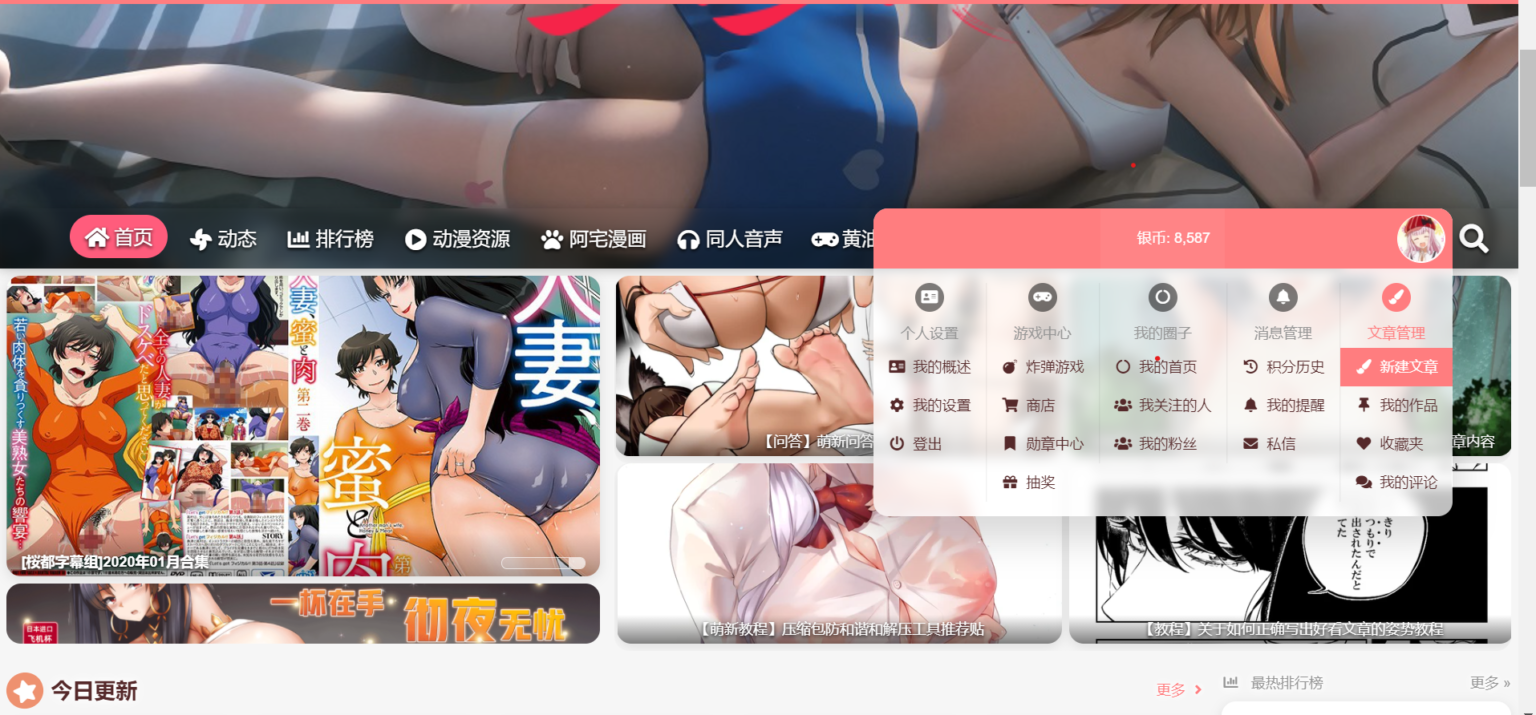 首页
动态
排行榜
动漫资源
阿宅漫画
同人音声
黄油
银币: 8,587
个人设置
我的概述
我的设置
登出
游戏中心
炸弹游戏
商店
勋章中心
抽奖
我的圈子
我的首页
我关注的人
我的粉丝
消息管理
积分历史
我的提醒
私信
文章管理
新建文章
我的作品
收藏夹
我的评论
若い肉体を貪りつくす美熟女たちの饗宴…
全ての人妻が
ドスケベだと思ってください
人妻、蜜と肉 第二巻
STORY
人妻、
蜜と肉
第
[桜都字幕组]2020年01月合集
【问答】萌新问答
章内容
きり
つもりで
出されたんだと
てた
【萌新教程】压缩包防和谐和解压工具推荐贴
【教程】关于如何正确写出好看文章的姿势教程
日本進口
飞机杯
一杯在手 彻夜无忧
今日更新
更多
最热排行榜
更多 »